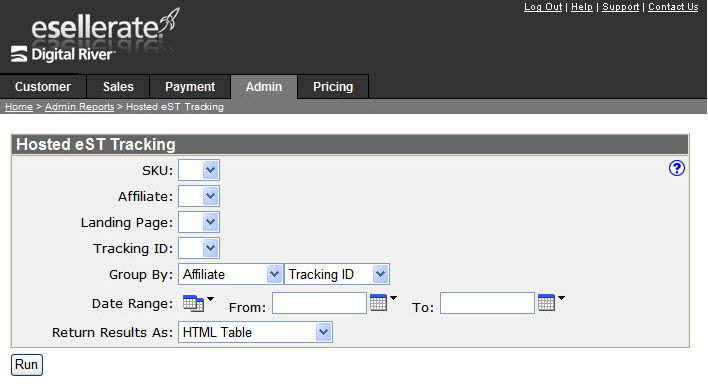 Log Out | Help | Support | Contact Us
esellerate.
Digital River
Customer Sales Payment Admin Pricing
Home > Admin Reports > Hosted eST Tracking
Hosted eST Tracking
SKU:
?
Affiliate:
Landing Page:
Tracking ID:
Group By: Affiliate Tracking ID
Date Range: From: To:
Return Results As: HTML Table
Run